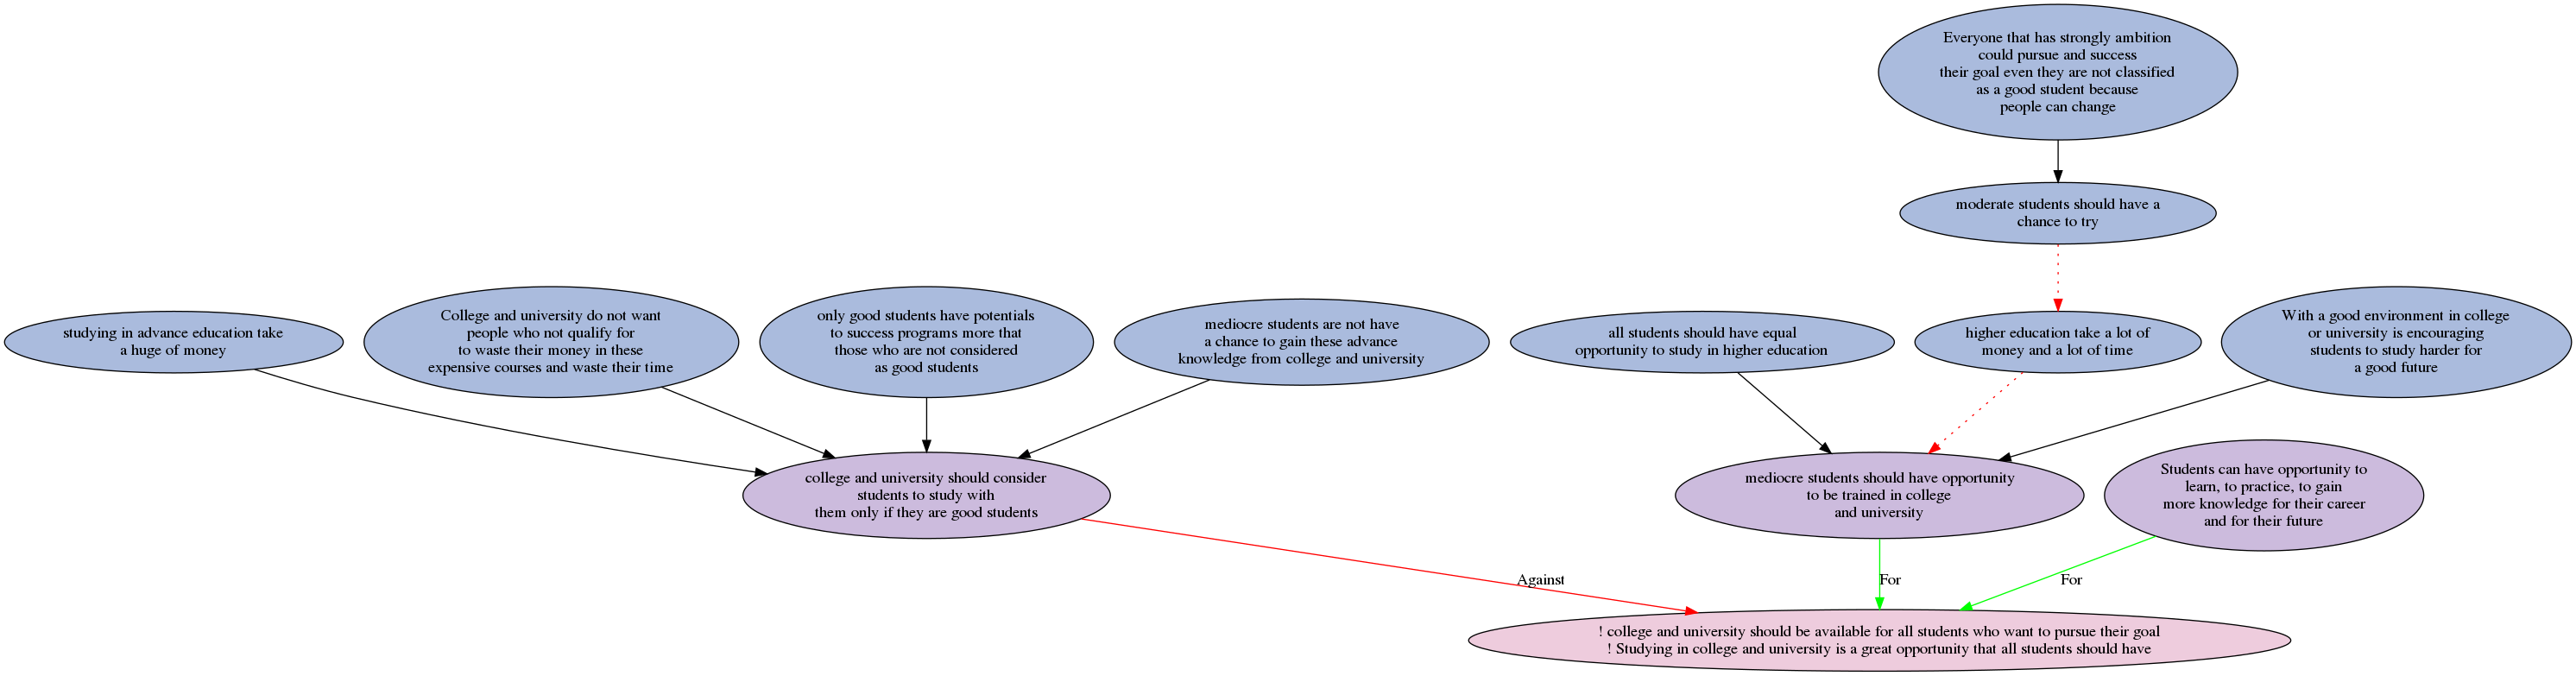 Everyone that has strongly ambition
could pursue and success
their goal even they are not classified
as a good student because
people can change
moderate students should have a
chance to try
studying in advance education take
a huge of money
College and university do not want
people who not qualify for
to waste their money in these
expensive courses and waste their time
only good students have potentials
to success programs more that
those who are not considered
as good students
mediocre students are not have
a chance to gain these advance
knowledge from college and university
all students should have equal
opportunity to study in higher education
higher education take a lot of
money and a lot of time
With a good environment in college
or university is encouraging
students to study harder for
a good future
college and university should consider
students to study with
them only if they are good students
mediocre students should have opportunity
to be trained in college
and university
Students can have opportunity to
learn, to practice, to gain
more knowledge for their career
and for their future
Against
For
For
! college and university should be available for all students who want to pursue their goal
! Studying in college and university is a great opportunity that all students should have